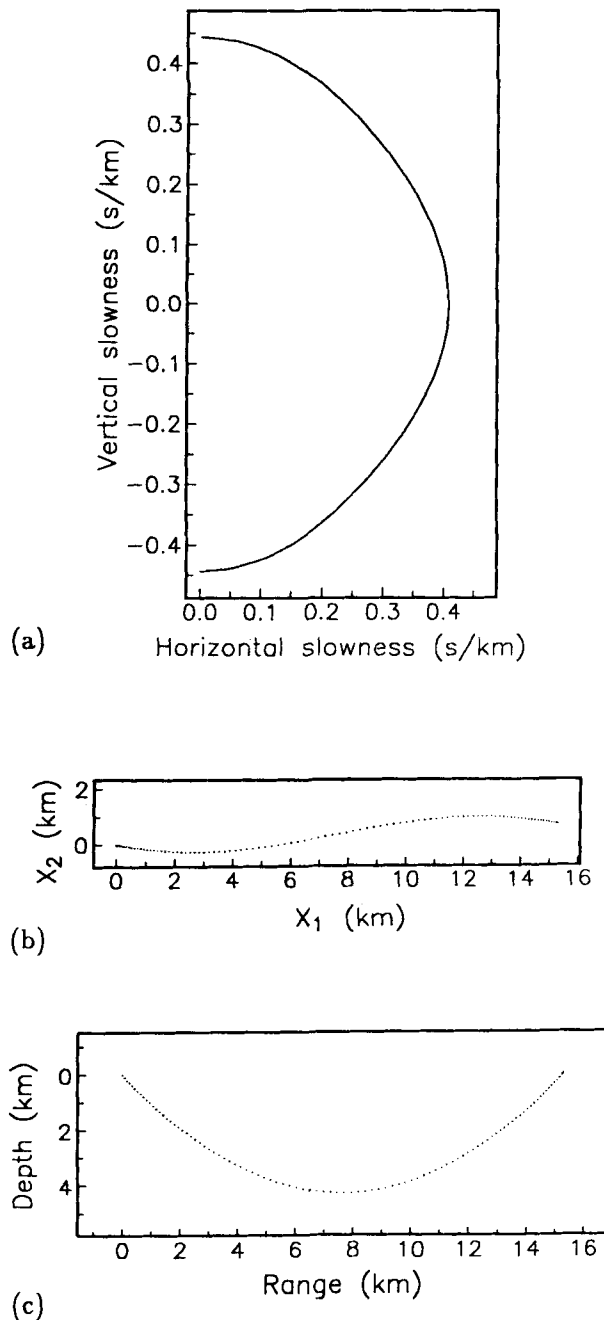 0.4
0.3
0.2
0.1
0.0
−0.1
−0.2
−0.3
−0.4
Vertical slowness (s/km)
0.0 0.1 0.2 0.3 0.4
(a) Horizontal slowness (s/km)
2
0
X2 (km)
0 2 4 6 8 10 12 14 16
X1 (km)
(b)
0
2
4
Depth (km)
0 2 4 6 8 10 12 14 16
Range (km)
(c)